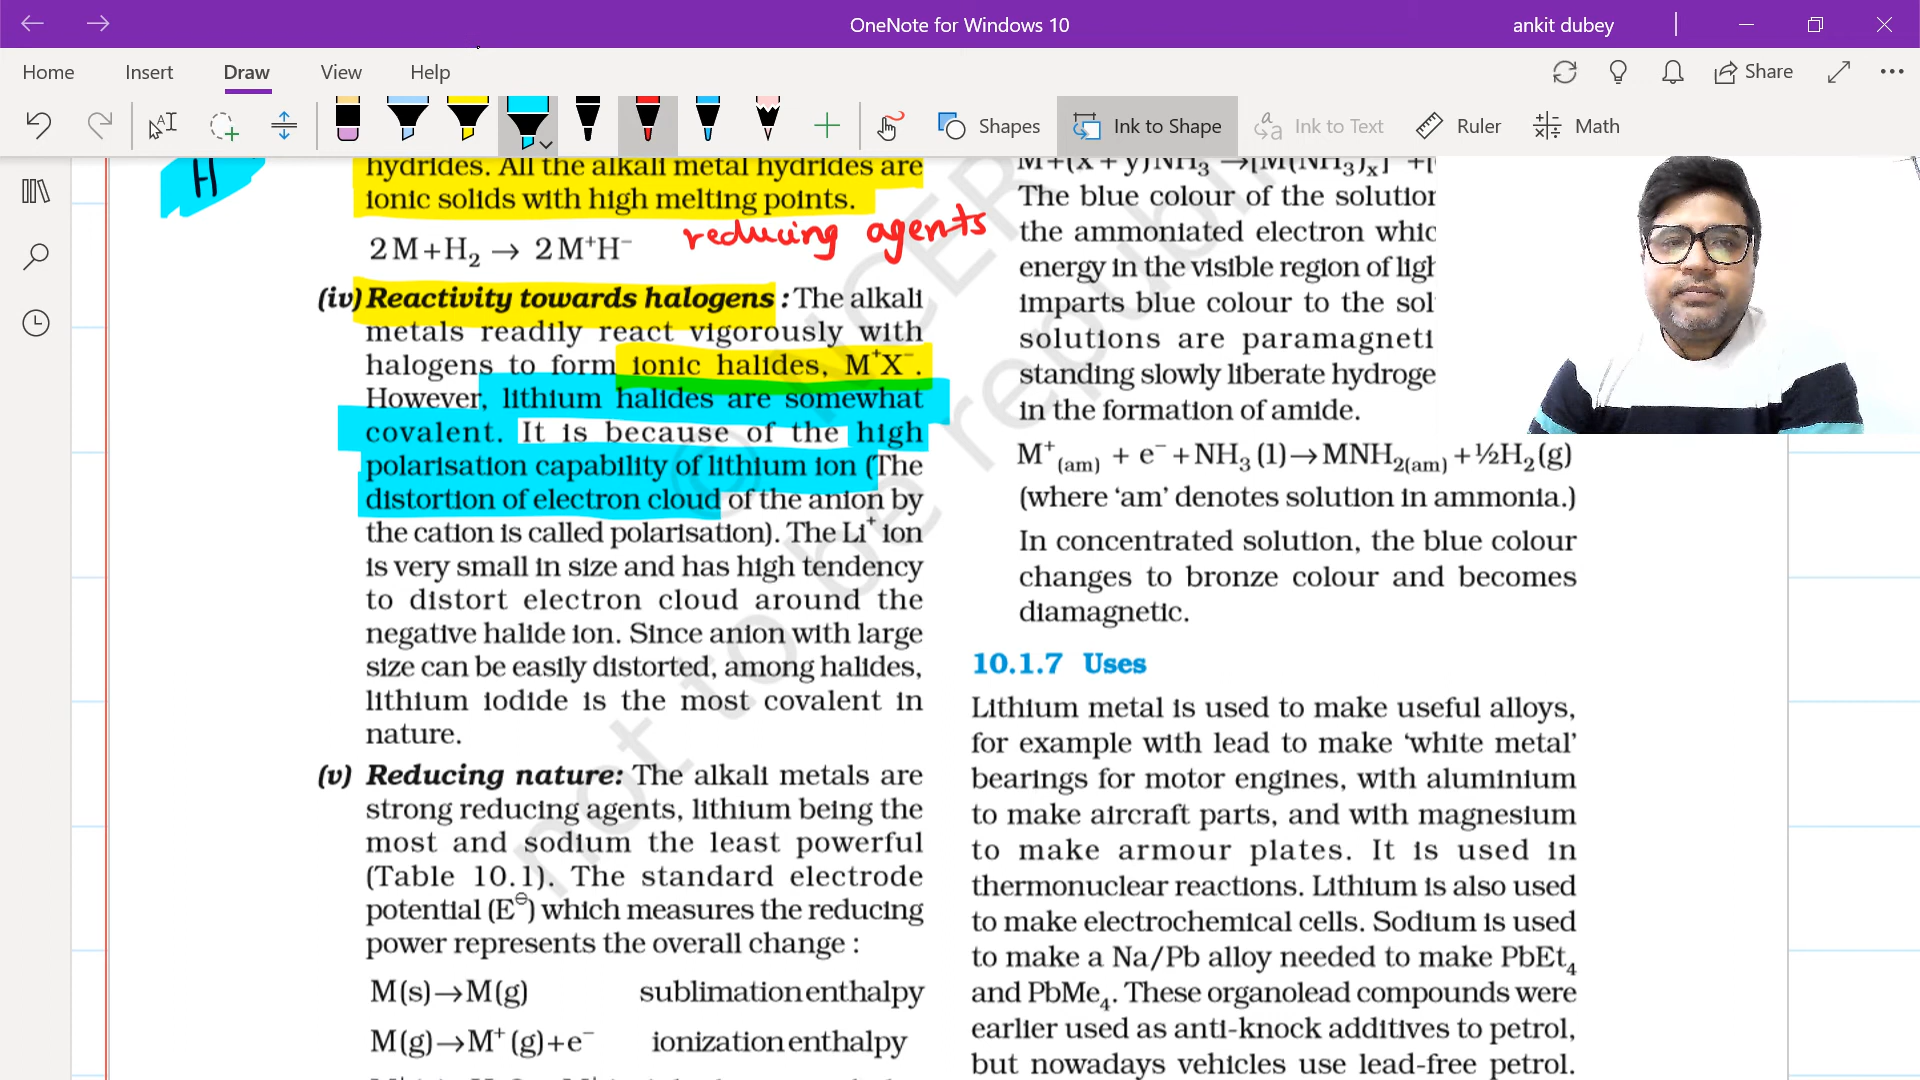 OneNote for Windows 10
ankit dubey
Home Insert Draw View Help
Share
Shapes Ink to Shape Ink to Text Ruler Math
H
hydrides. All the alkali metal hydrides are
ionic solids with high melting points.
2M+H₂ → 2M⁺H⁻
reducing agents
(iv) Reactivity towards halogens : The alkali
metals readily react vigorously with
halogens to form ionic halides, M⁺X⁻.
However, lithium halides are somewhat
covalent. It is because of the high
polarisation capability of lithium ion (The
distortion of electron cloud of the anion by
the cation is called polarisation). The Li⁺ ion
is very small in size and has high tendency
to distort electron cloud around the
negative halide ion. Since anion with large
size can be easily distorted, among halides,
lithium iodide is the most covalent in
nature.
(v) Reducing nature: The alkali metals are
strong reducing agents, lithium being the
most and sodium the least powerful
(Table 10.1). The standard electrode
potential (E⊖) which measures the reducing
power represents the overall change :
M(s)→M(g) sublimation enthalpy
M(g)→M⁺(g)+e⁻ ionization enthalpy
M+(x+y)NH₃→[M(NH₃)ₓ]⁺+[
The blue colour of the solution
the ammoniated electron whic
energy in the visible region of ligh
imparts blue colour to the sol
solutions are paramagneti
standing slowly liberate hydroge
in the formation of amide.
M⁺(am) + e⁻ + NH₃ (1)→MNH₂(am) +½H₂(g)
(where ‘am’ denotes solution in ammonia.)
In concentrated solution, the blue colour
changes to bronze colour and becomes
diamagnetic.
10.1.7 Uses
Lithium metal is used to make useful alloys,
for example with lead to make ‘white metal’
bearings for motor engines, with aluminium
to make aircraft parts, and with magnesium
to make armour plates. It is used in
thermonuclear reactions. Lithium is also used
to make electrochemical cells. Sodium is used
to make a Na/Pb alloy needed to make PbEt₄
and PbMe₄. These organolead compounds were
earlier used as anti-knock additives to petrol,
but nowadays vehicles use lead-free petrol.
© NCER
not to be republi